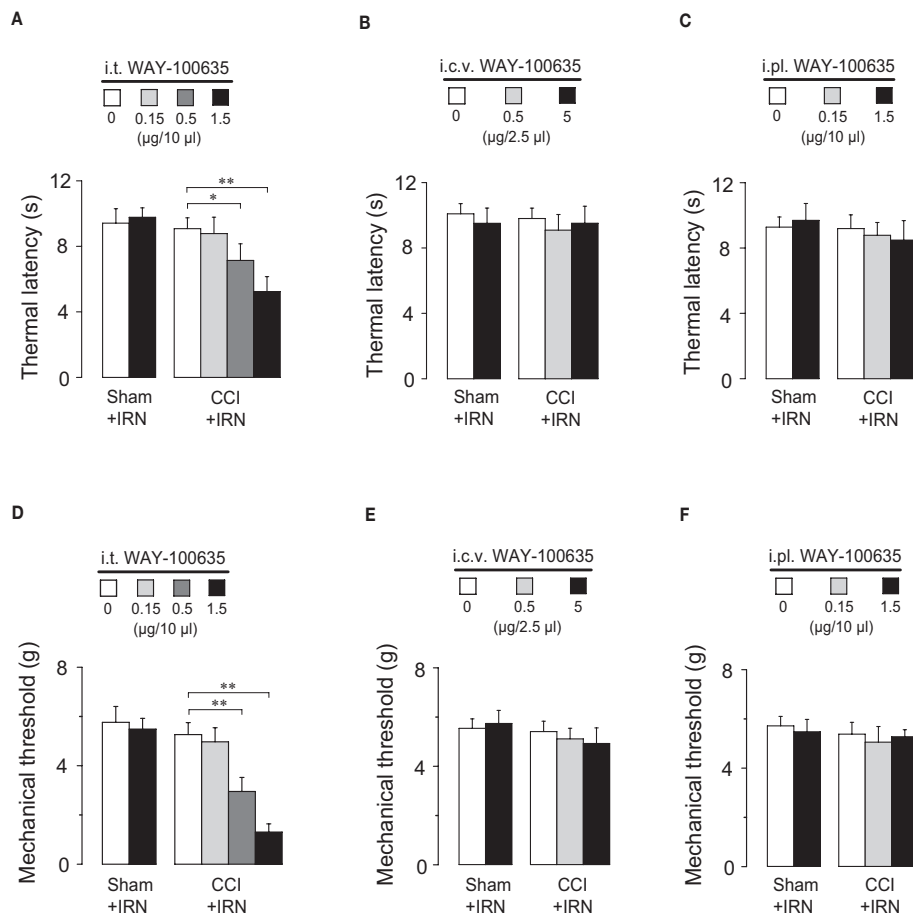 A
i.t. WAY-100635
0 0.15 0.5 1.5
(µg/10 µl)
Thermal latency (s)
12
8
4
0
**
*
Sham
+IRN
CCI
+IRN
B
i.c.v. WAY-100635
0 0.5 5
(µg/2.5 µl)
Thermal latency (s)
12
8
4
0
Sham
+IRN
CCI
+IRN
C
i.pl. WAY-100635
0 0.15 1.5
(µg/10 µl)
Thermal latency (s)
12
8
4
0
Sham
+IRN
CCI
+IRN
D
i.t. WAY-100635
0 0.15 0.5 1.5
(µg/10 µl)
Mechanical threshold (g)
8
4
0
**
**
Sham
+IRN
CCI
+IRN
E
i.c.v. WAY-100635
0 0.5 5
(µg/2.5 µl)
Mechanical threshold (g)
8
4
0
Sham
+IRN
CCI
+IRN
F
i.pl. WAY-100635
0 0.15 1.5
(µg/10 µl)
Mechanical threshold (g)
8
4
0
Sham
+IRN
CCI
+IRN